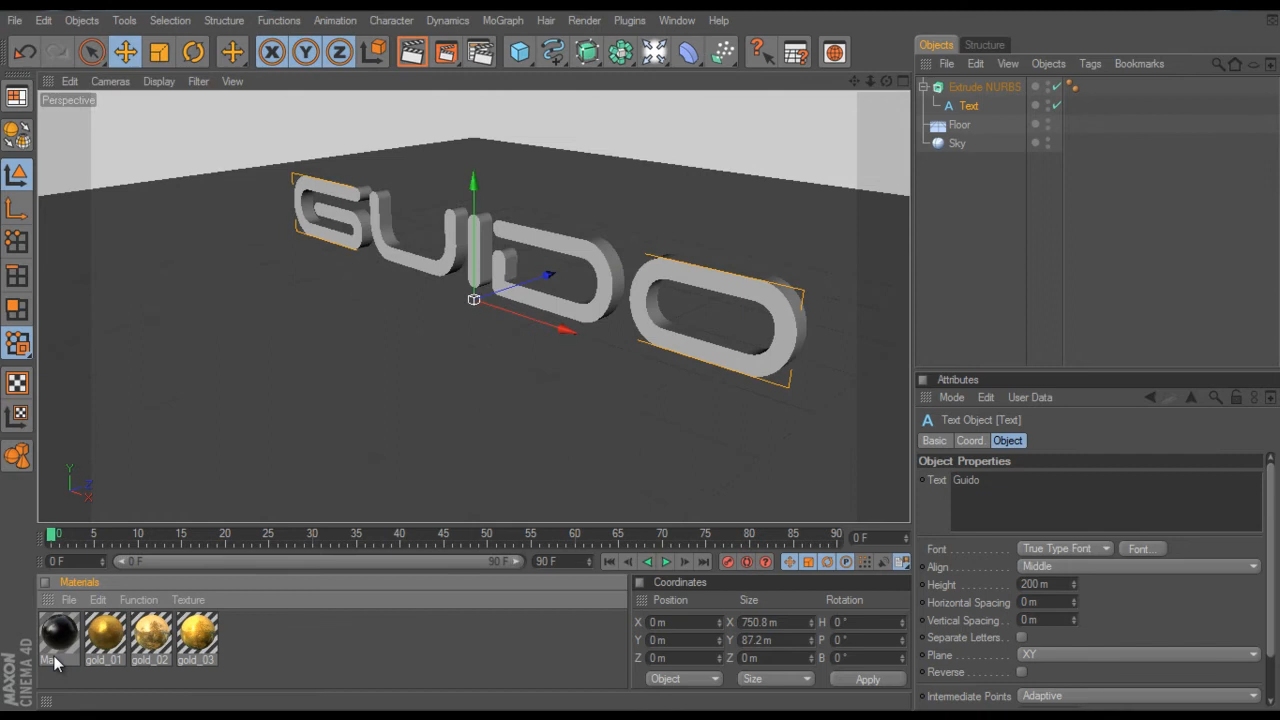 File Edit Objects Tools Selection Structure Functions Animation Character Dynamics MoGraph Hair Render Plugins Window Help
Objects Structure
File Edit View Objects Tags Bookmarks
Edit Cameras Display Filter View
Perspective
Extrude NURBS
Text
Floor
Sky
GUIDO
Y
Z
X
Attributes
Mode Edit User Data
Text Object [Text]
Basic Coord. Object
Object Properties
Text Guido
Font True Type Font Font...
Align Middle
Height 200 m
Horizontal Spacing 0 m
Vertical Spacing 0 m
Separate Letters
Plane XY
Reverse
Intermediate Points Adaptive
0 5 10 15 20 25 30 35 40 45 50 55 60 65 70 75 80 85 90 0 F
0 F 0 F 90 F 90 F
Materials
File Edit Function Texture
gold_01 gold_02 gold_03
Coordinates
Position Size Rotation
X 0 m X 750.8 m H 0 °
Y 0 m Y 87.2 m P 0 °
Z 0 m Z 0 m B 0 °
Object Size Apply
MAXON
CINEMA 4D